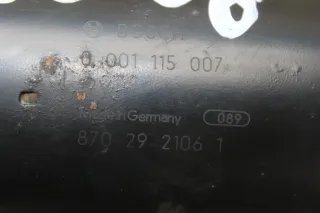 BOSCH
0 001 115 007
Made in Germany 089
870 29 2106 1